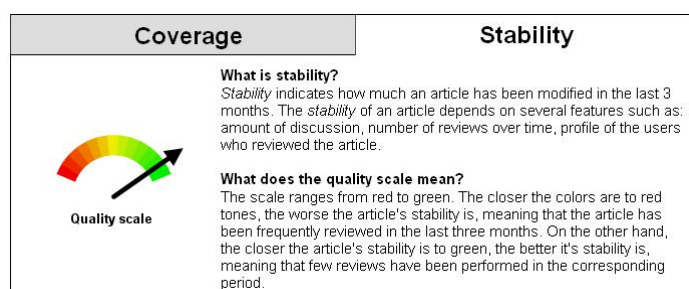 Coverage
Stability
What is stability?
Stability indicates how much an article has been modified in the last 3
months. The stability of an article depends on several features such as:
amount of discussion, number of reviews over time, profile of the users
who reviewed the article.
What does the quality scale mean?
The scale ranges from red to green. The closer the colors are to red
tones, the worse the article's stability is, meaning that the article has
been frequently reviewed in the last three months. On the other hand,
the closer the article's stability is to green, the better it's stability is,
meaning that few reviews have been performed in the corresponding
period.
Quality scale